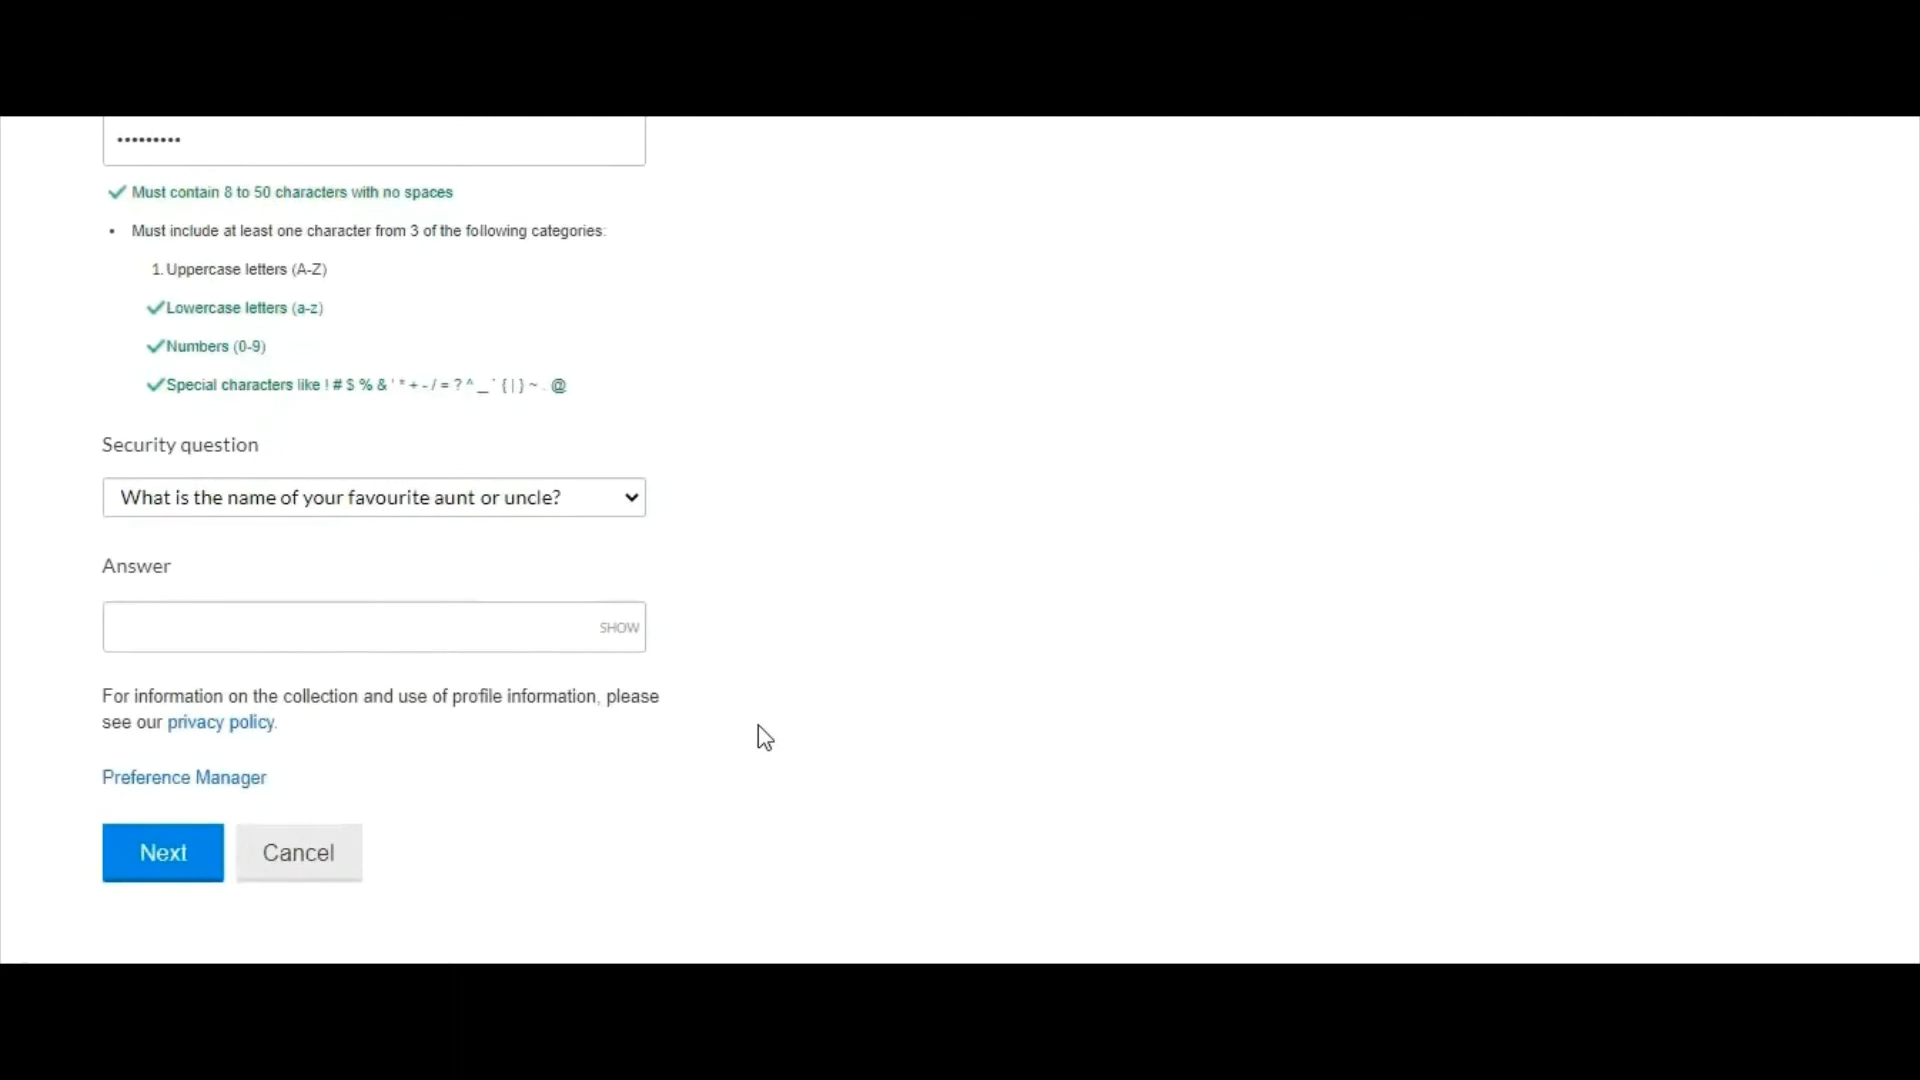 •••••••••
Must contain 8 to 50 characters with no spaces
• Must include at least one character from 3 of the following categories:
1. Uppercase letters (A-Z)
Lowercase letters (a-z)
Numbers (0-9)
Special characters like ! # $ % & ' * + - / = ? ^ _ ` { | } ~ . @
Security question
What is the name of your favourite aunt or uncle?
Answer
SHOW
For information on the collection and use of profile information, please
see our privacy policy.
Preference Manager
Next Cancel